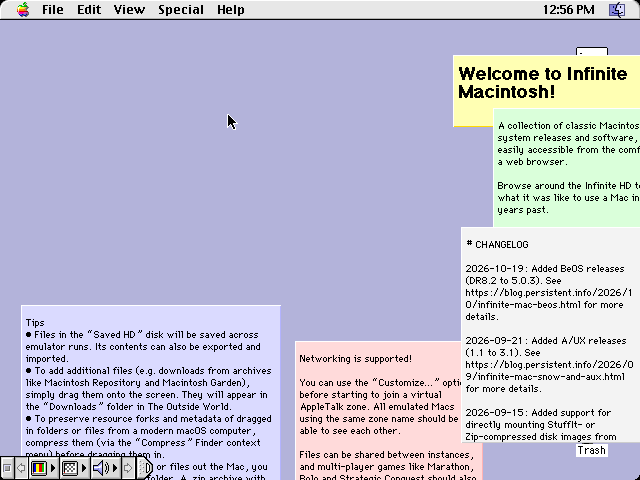 File Edit View Special Help 12:56 PM
Welcome to Infinite
Macintosh!
A collection of classic Macintos
system releases and software,
easily accessible from the comf
a web browser.
Browse around the Infinite HD to
what it was like to use a Mac in
years past.
# CHANGELOG
2026-10-19: Added BeOS releases
(DR8.2 to 5.0.3). See
https://blog.persistent.info/2026/1
0/infinite-mac-beos.html for more
details.
2026-09-21: Added A/UX releases
(1.1 to 3.1). See
https://blog.persistent.info/2026/0
9/infinite-mac-snow-and-aux.html
for more details.
2026-09-15: Added support for
directly mounting StuffIt- or
Zip-compressed disk images from
Tips
● Files in the “Saved HD” disk will be saved across
emulator runs. Its contents can also be exported and
imported.
● To add additional files (e.g. downloads from archives
like Macintosh Repository and Macintosh Garden),
simply drag them onto the screen. They will appear in
the “Downloads” folder in The Outside World.
● To preserve resource forks and metadata of dragged
in folders or files from a modern macOS computer,
compress them (via the “Compress” Finder context
menu) before dragging them in.
or files out the Mac, you
folder. A .zip archive with
Networking is supported!
You can use the “Customize...” optio
before starting to join a virtual
AppleTalk zone. All emulated Macs
using the same zone name should be
able to see each other.
Files can be shared between instances,
and multi-player games like Marathon,
Bolo and Strategic Conquest should also
Trash